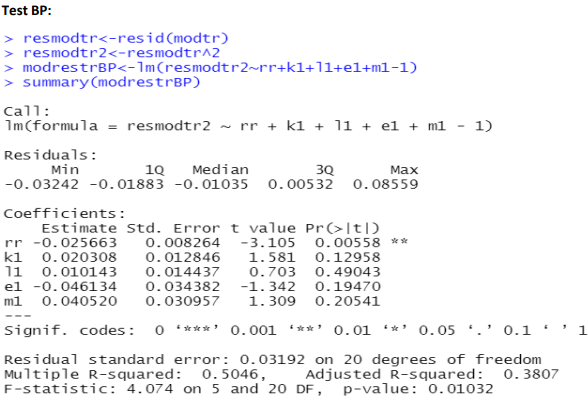 Test BP:
> resmodtr<-resid(modtr)
> resmodtr2<-resmodtr^2
> modrestrBP<-lm(resmodtr2~rr+k1+l1+e1+m1-1)
> summary(modrestrBP)
Call:
lm(formula = resmodtr2 ~ rr + k1 + l1 + e1 + m1 - 1)
Residuals:
Min 1Q Median 3Q Max
-0.03242 -0.01883 -0.01035 0.00532 0.08559
Coefficients:
Estimate Std. Error t value Pr(>|t|)
rr -0.025663 0.008264 -3.105 0.00558 **
k1 0.020308 0.012846 1.581 0.12958
l1 0.010143 0.014437 0.703 0.49043
e1 -0.046134 0.034382 -1.342 0.19470
m1 0.040520 0.030957 1.309 0.20541
---
Signif. codes: 0 ‘***’ 0.001 ‘**’ 0.01 ‘*’ 0.05 ‘.’ 0.1 ‘ ’ 1
Residual standard error: 0.03192 on 20 degrees of freedom
Multiple R-squared: 0.5046, Adjusted R-squared: 0.3807
F-statistic: 4.074 on 5 and 20 DF, p-value: 0.01032